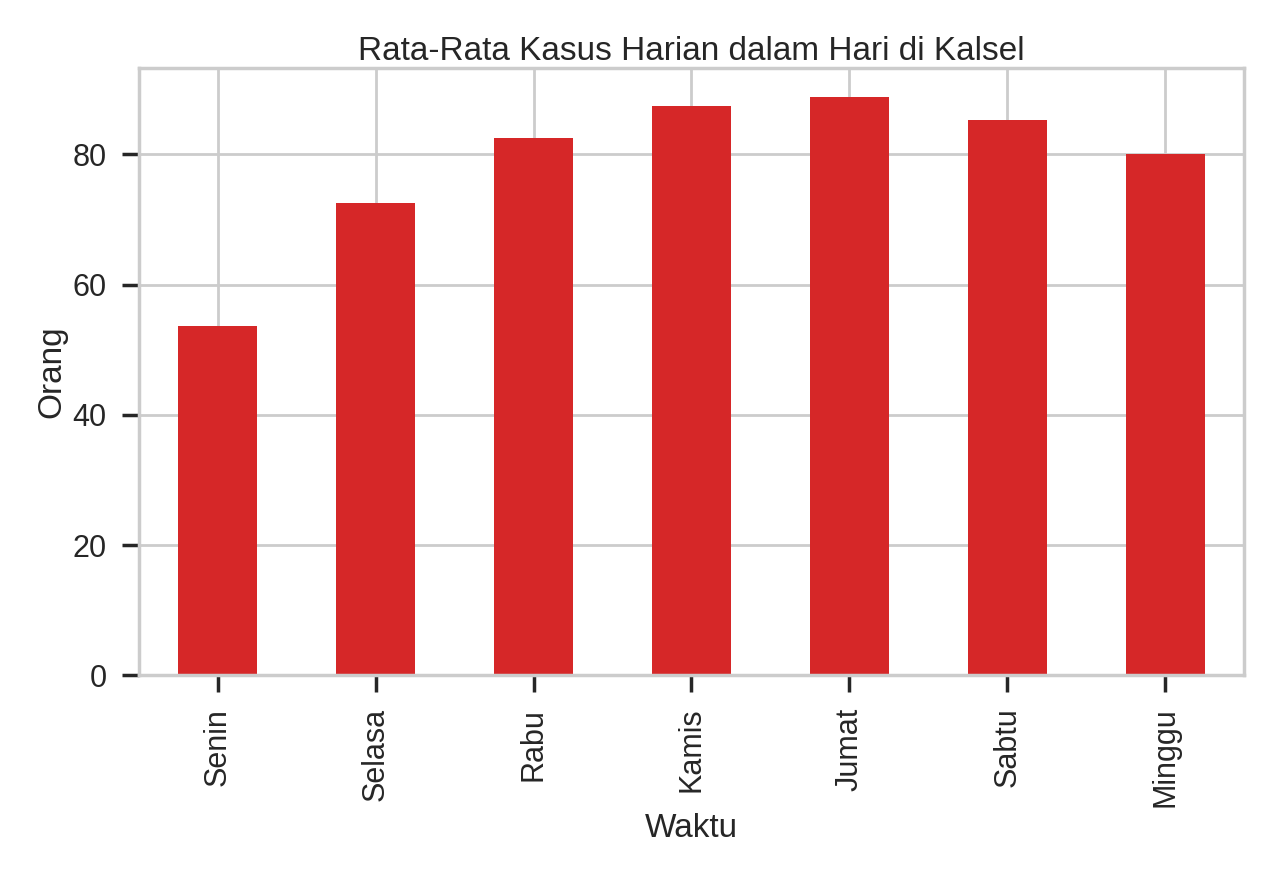 Rata-Rata Kasus Harian dalam Hari di Kalsel
Orang
80
60
40
20
0
Senin
Selasa
Rabu
Kamis
Jumat
Sabtu
Minggu
Waktu